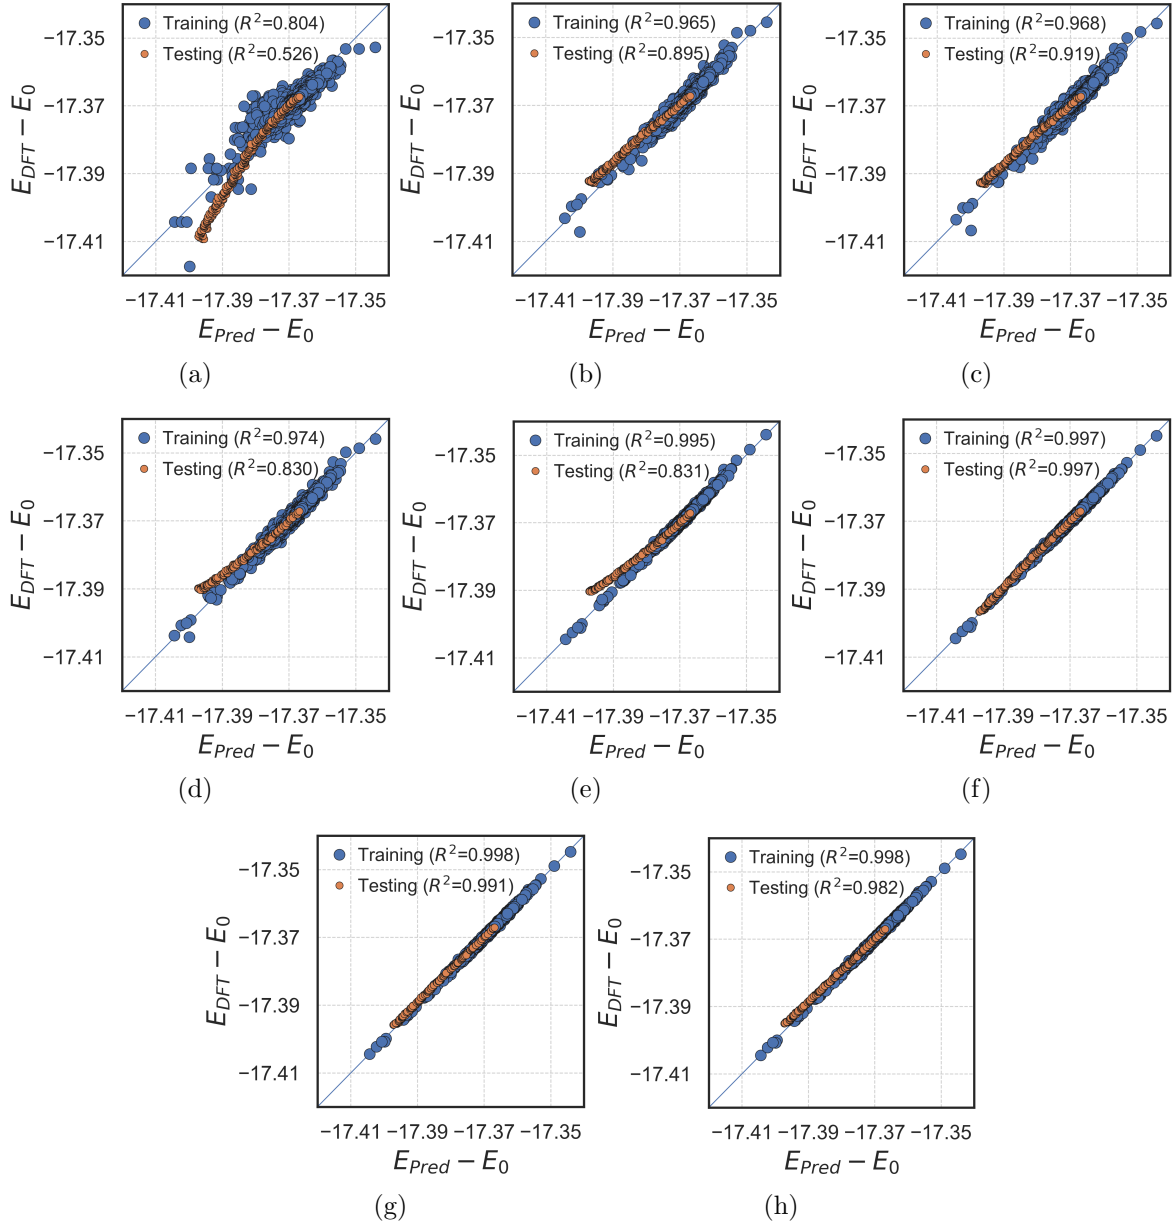 Training (R²=0.804)
Testing (R²=0.526)
−17.35
−17.37
−17.39
−17.41
E_DFT − E_0
−17.41 −17.39 −17.37 −17.35
E_Pred − E_0
(a)
Training (R²=0.965)
Testing (R²=0.895)
−17.35
−17.37
−17.39
−17.41
E_DFT − E_0
−17.41 −17.39 −17.37 −17.35
E_Pred − E_0
(b)
Training (R²=0.968)
Testing (R²=0.919)
−17.35
−17.37
−17.39
−17.41
E_DFT − E_0
−17.41 −17.39 −17.37 −17.35
E_Pred − E_0
(c)
Training (R²=0.974)
Testing (R²=0.830)
−17.35
−17.37
−17.39
−17.41
E_DFT − E_0
−17.41 −17.39 −17.37 −17.35
E_Pred − E_0
(d)
Training (R²=0.995)
Testing (R²=0.831)
−17.35
−17.37
−17.39
−17.41
E_DFT − E_0
−17.41 −17.39 −17.37 −17.35
E_Pred − E_0
(e)
Training (R²=0.997)
Testing (R²=0.997)
−17.35
−17.37
−17.39
−17.41
E_DFT − E_0
−17.41 −17.39 −17.37 −17.35
E_Pred − E_0
(f)
Training (R²=0.998)
Testing (R²=0.991)
−17.35
−17.37
−17.39
−17.41
E_DFT − E_0
−17.41 −17.39 −17.37 −17.35
E_Pred − E_0
(g)
Training (R²=0.998)
Testing (R²=0.982)
−17.35
−17.37
−17.39
−17.41
E_DFT − E_0
−17.41 −17.39 −17.37 −17.35
E_Pred − E_0
(h)